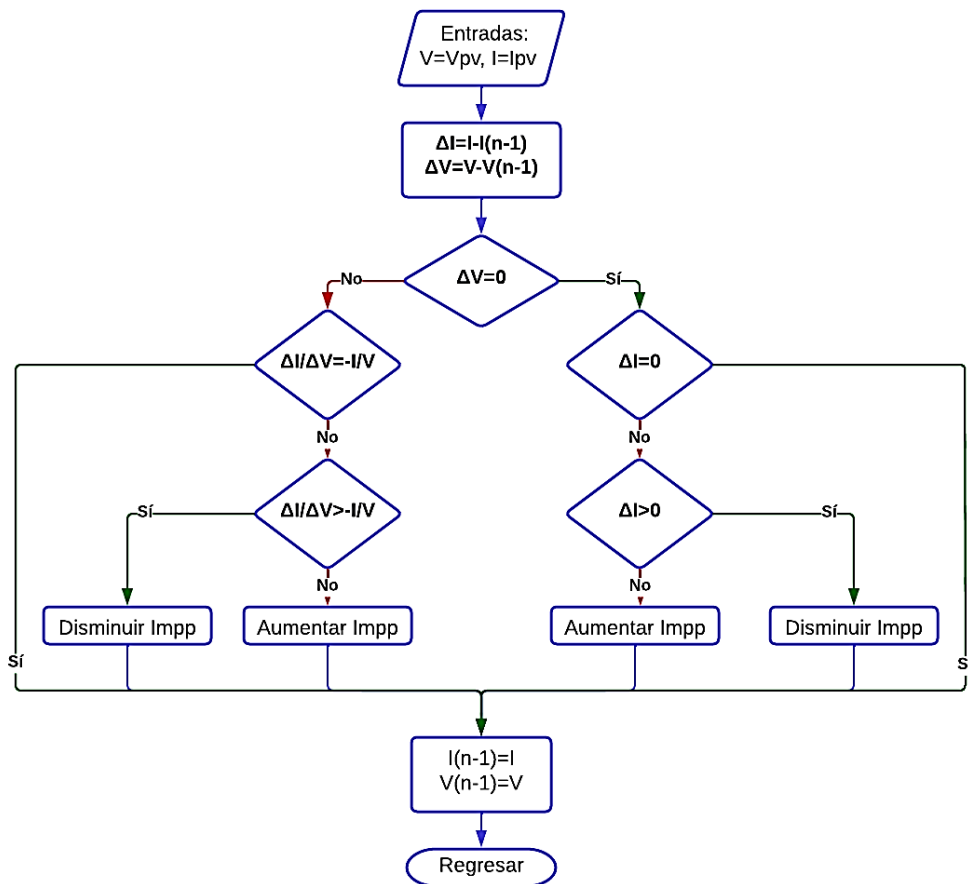 Entradas:
V=Vpv, I=Ipv
ΔI=I-I(n-1)
ΔV=V-V(n-1)
ΔV=0
No
Sí
ΔI/ΔV=-I/V
ΔI=0
No
No
ΔI/ΔV>-I/V
ΔI>0
Sí
Sí
No
No
Disminuir Impp
Aumentar Impp
Aumentar Impp
Disminuir Impp
Sí
S
I(n-1)=I
V(n-1)=V
Regresar